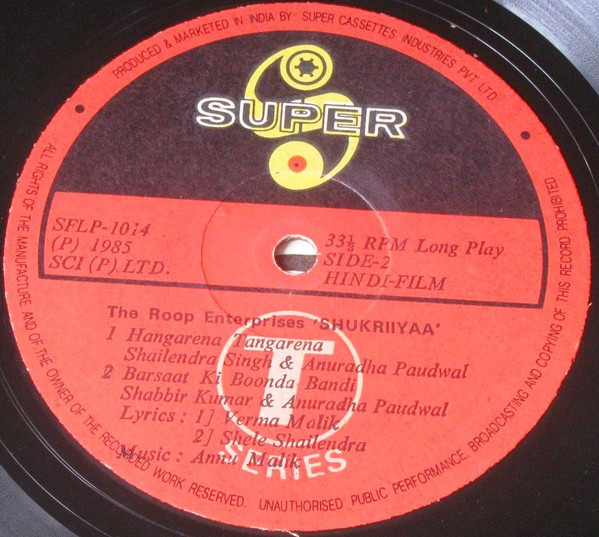 PRODUCED & MARKETED IN INDIA BY- SUPER CASSETTES INDUSTRIES PVT LTD
SUPER
SFLP-1014
(P) 1985
SCI (P) LTD.
33⅓ RPM Long Play
SIDE-2
HINDI-FILM
The Roop Enterprises 'SHUKRIIYAA'
1 Hangarena Tangarena
Shailendra Singh & Anuradha Paudwal
2 Barsaat Ki Boonda Bandi
Shabbir Kumar & Anuradha Paudwal
Lyrics : 1] Verma Malik
2] Shele Shailendra
Music : Annu Malik
T
SERIES
ALL RIGHTS OF THE MANUFACTURE AND OF THE OWNER OF THE RECORDED WORK RESERVED. UNAUTHORISED PUBLIC PERFORMANCE BROADCASTING AND COPYING OF THIS RECORD PROHIBITED